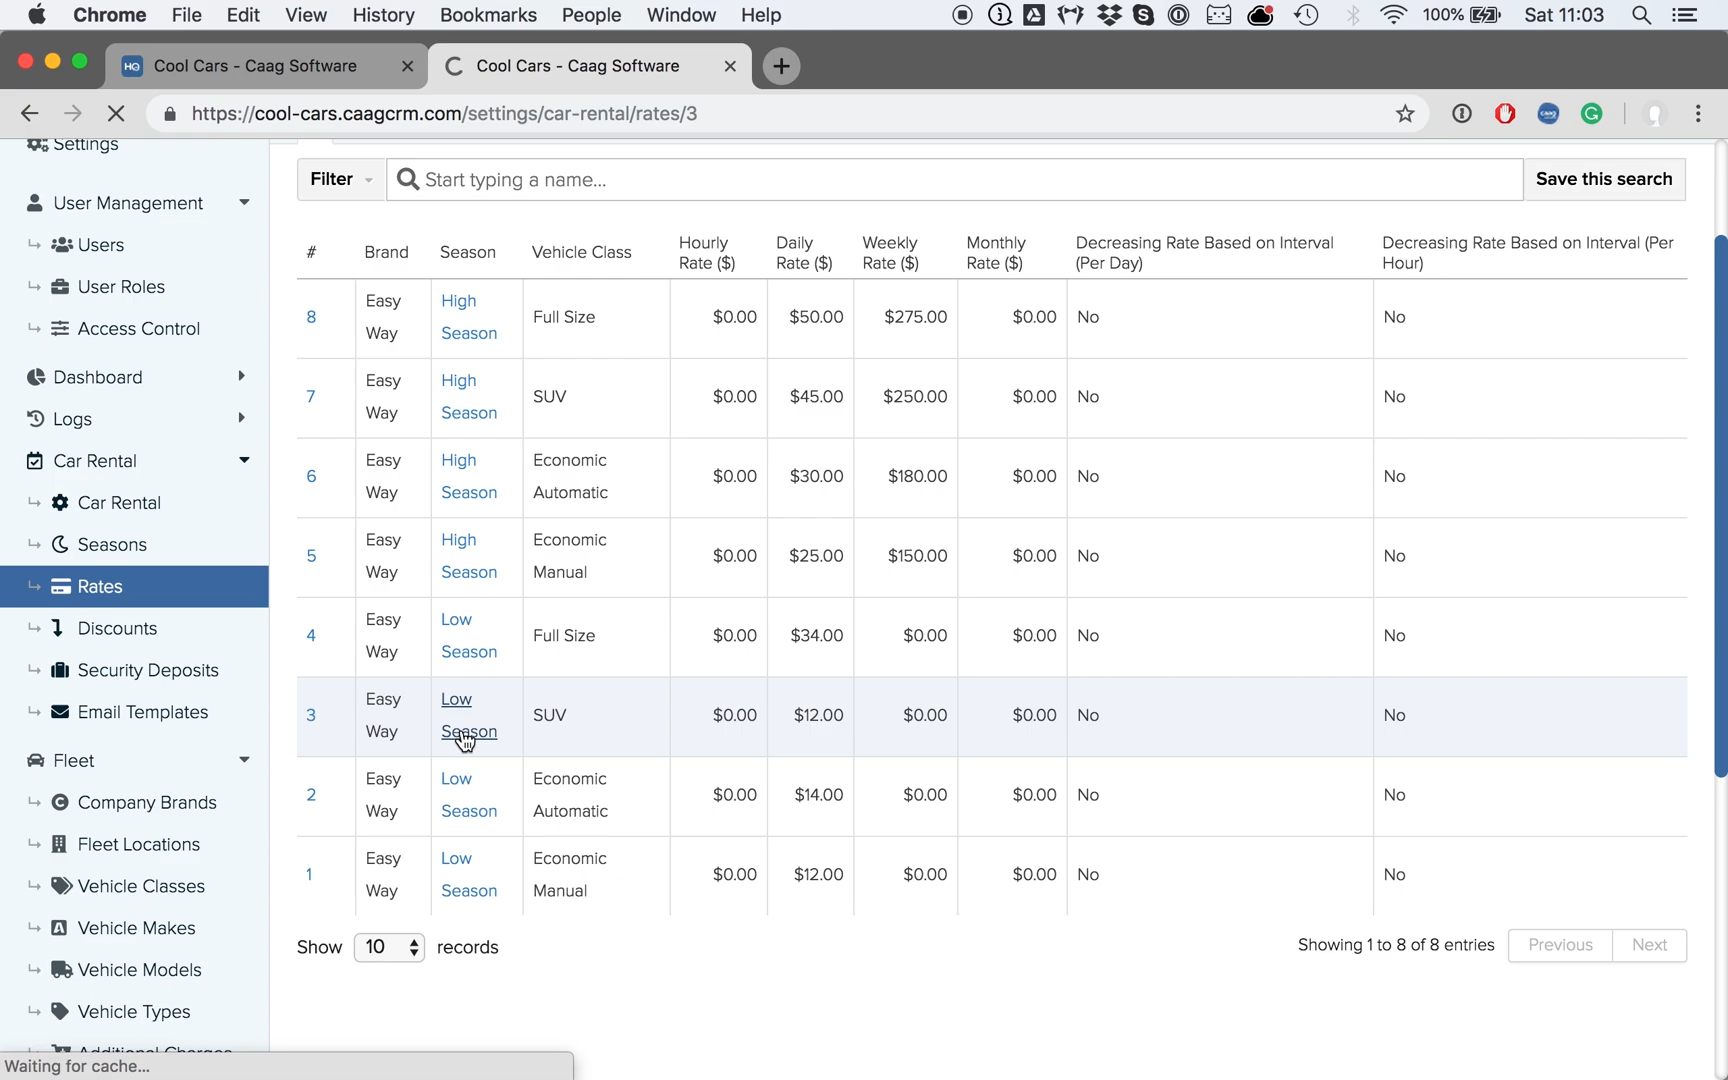 Chrome File Edit View History Bookmarks People Window Help 100% Sat 11:03
HQ Cool Cars - Caag Software Cool Cars - Caag Software
https://cool-cars.caagcrm.com/settings/car-rental/rates/3
Settings
User Management
Users
User Roles
Access Control
Dashboard
Logs
Car Rental
Car Rental
Seasons
Rates
Discounts
Security Deposits
Email Templates
Fleet
Company Brands
Fleet Locations
Vehicle Classes
Vehicle Makes
Vehicle Models
Vehicle Types
Additional Charges
Waiting for cache...
Filter Start typing a name... Save this search
# Brand Season Vehicle Class Hourly Rate ($) Daily Rate ($) Weekly Rate ($) Monthly Rate ($) Decreasing Rate Based on Interval (Per Day) Decreasing Rate Based on Interval (Per Hour)
8 Easy Way High Season Full Size $0.00 $50.00 $275.00 $0.00 No No
7 Easy Way High Season SUV $0.00 $45.00 $250.00 $0.00 No No
6 Easy Way High Season Economic Automatic $0.00 $30.00 $180.00 $0.00 No No
5 Easy Way High Season Economic Manual $0.00 $25.00 $150.00 $0.00 No No
4 Easy Way Low Season Full Size $0.00 $34.00 $0.00 $0.00 No No
3 Easy Way Low Season SUV $0.00 $12.00 $0.00 $0.00 No No
2 Easy Way Low Season Economic Automatic $0.00 $14.00 $0.00 $0.00 No No
1 Easy Way Low Season Economic Manual $0.00 $12.00 $0.00 $0.00 No No
Show 10 records Showing 1 to 8 of 8 entries Previous Next